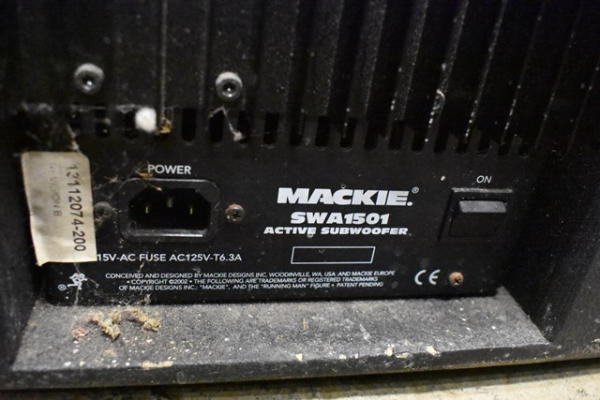 POWER
ON
MACKIE.®
SWA1501
ACTIVE SUBWOOFER
12112074-200
15V-AC FUSE AC125V-T6.3A
CONCEIVED AND DESIGNED BY MACKIE DESIGNS INC, WOODINVILLE, WA, USA, AND MACKIE EUROPE
• COPYRIGHT ©2002 • THE FOLLOWING ARE TRADEMARKS OR REGISTERED TRADEMARKS
OF MACKIE DESIGNS INC.: "MACKIE", AND THE "RUNNING MAN" FIGURE • PATENT PENDING
CE
®